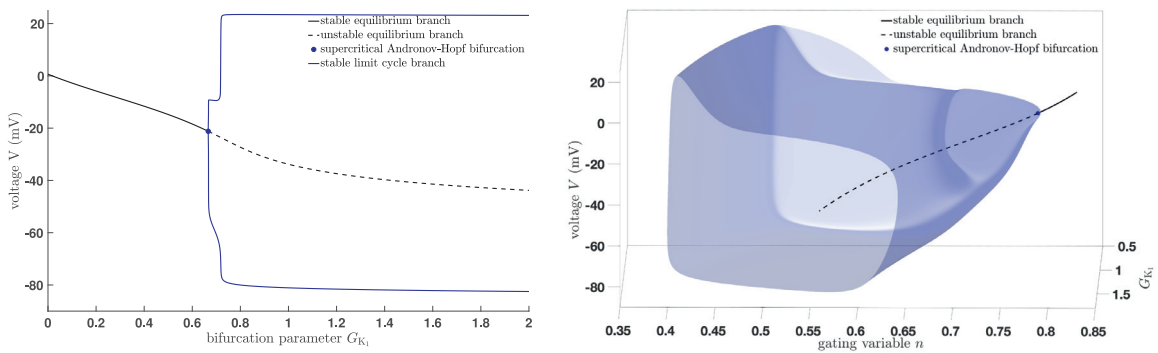 20
0
-20
-40
-60
-80
voltage V (mV)
stable equilibrium branch
unstable equilibrium branch
supercritical Andronov-Hopf bifurcation
stable limit cycle branch
0 0.2 0.4 0.6 0.8 1 1.2 1.4 1.6 1.8 2
bifurcation parameter G_K₁
stable equilibrium branch
unstable equilibrium branch
supercritical Andronov-Hopf bifurcation
20
0
-20
-40
-60
-80
voltage V (mV)
0.5
1
1.5
G_K₁
0.35 0.4 0.45 0.5 0.55 0.6 0.65 0.7 0.75 0.8 0.85
gating variable n